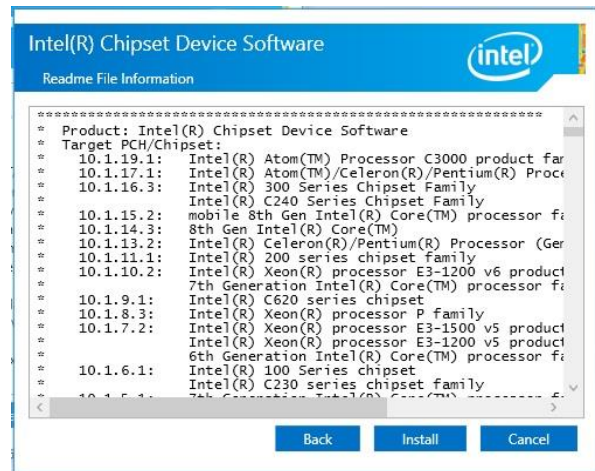 Intel(R) Chipset Device Software
Readme File Information
intel
*************************************************************************
* Product: Intel(R) Chipset Device Software
* Target PCH/Chipset:
* 10.1.19.1: Intel(R) Atom(TM) Processor C3000 product fam
* 10.1.17.1: Intel(R) Atom(TM)/Celeron(R)/Pentium(R) Proce
* 10.1.16.3: Intel(R) 300 Series Chipset Family
* Intel(R) C240 Series Chipset Family
* 10.1.15.2: mobile 8th Gen Intel(R) Core(TM) processor fa
* 10.1.14.3: 8th Gen Intel(R) Core(TM)
* 10.1.13.2: Intel(R) Celeron(R)/Pentium(R) Processor (Gem
* 10.1.11.1: Intel(R) 200 series chipset family
* 10.1.10.2: Intel(R) Xeon(R) processor E3-1200 v6 product
* 7th Generation Intel(R) Core(TM) processor fa
* 10.1.9.1: Intel(R) C620 series chipset
* 10.1.8.3: Intel(R) Xeon(R) processor P family
* 10.1.7.2: Intel(R) Xeon(R) processor E3-1500 v5 product
* Intel(R) Xeon(R) processor E3-1200 v5 product
* 6th Generation Intel(R) Core(TM) processor fa
* 10.1.6.1: Intel(R) 100 Series chipset
* Intel(R) C230 series chipset family
Back Install Cancel